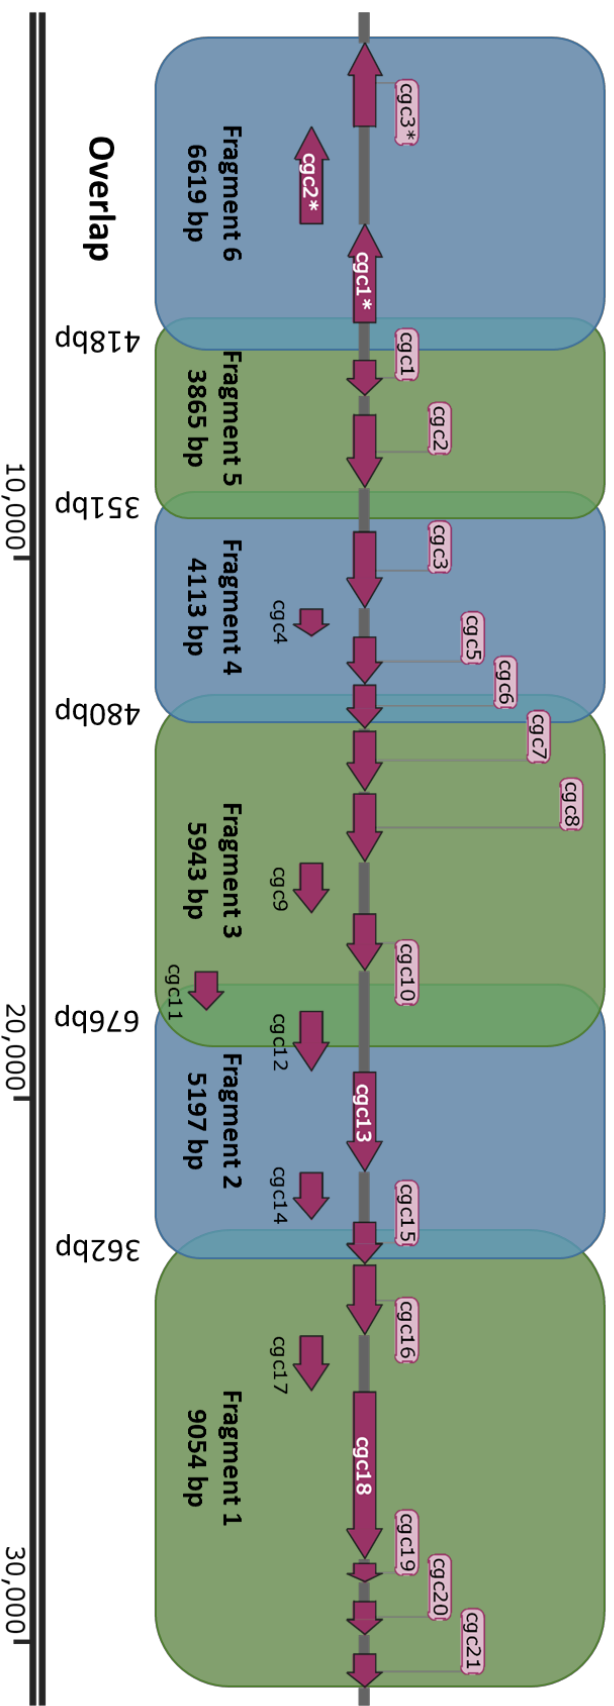 cgc3*
cgc2*
cgc1*
cgc1
cgc2
cgc3
cgc4
cgc5
cgc6
cgc7
cgc8
cgc9
cgc10
cgc11
cgc12
cgc13
cgc14
cgc15
cgc16
cgc17
cgc18
cgc19
cgc20
cgc21
Fragment 6
6619 bp
Fragment 5
3865 bp
Fragment 4
4113 bp
Fragment 3
5943 bp
Fragment 2
5197 bp
Fragment 1
9054 bp
Overlap
418bp
351bp
480bp
676bp
362bp
10,000
20,000
30,000